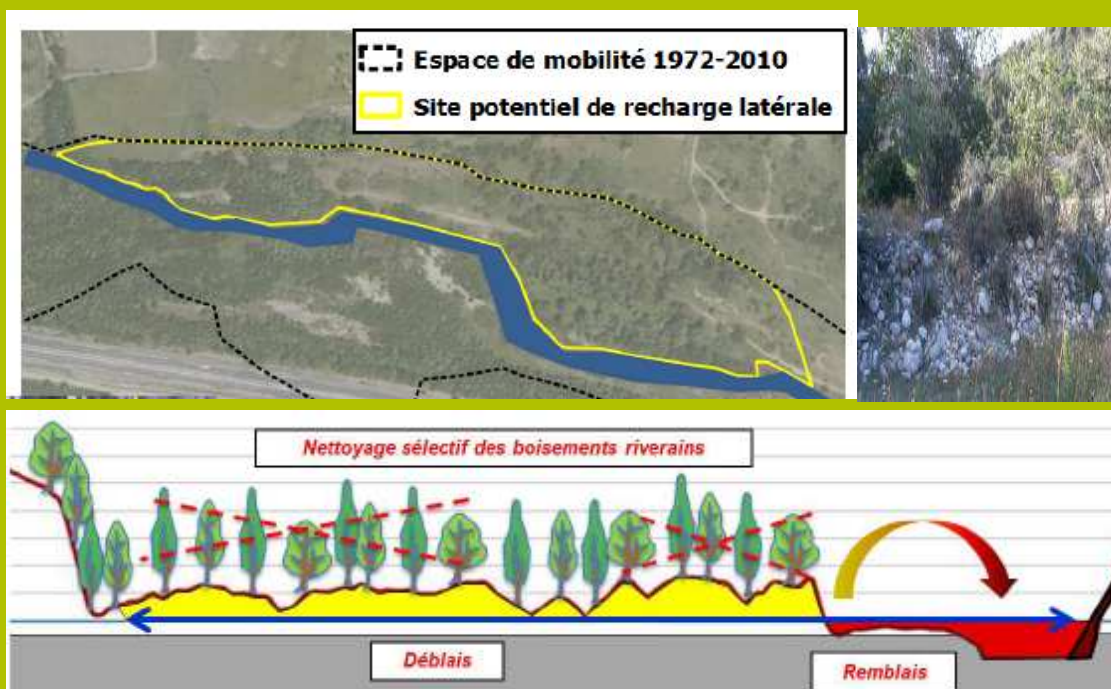 Espace de mobilité 1972-2010
Site potentiel de recharge latérale
Nettoyage sélectif des boisements riverains
Déblais
Remblais